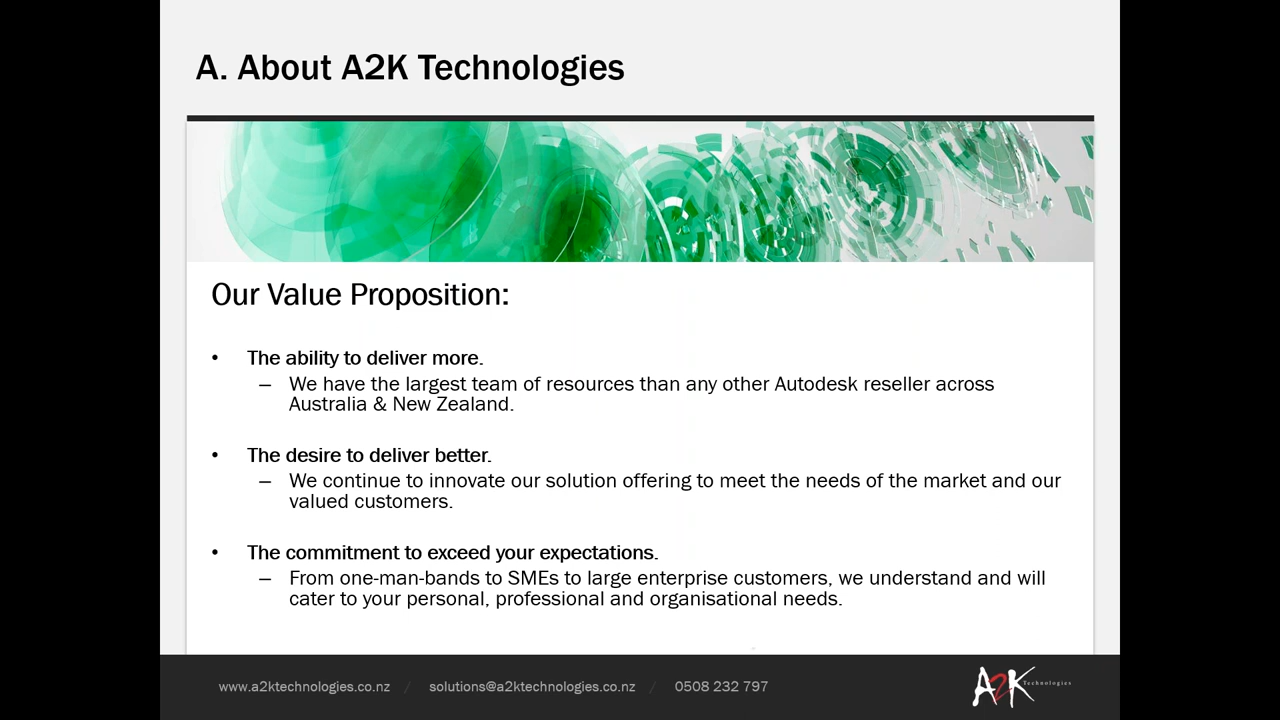 A. About A2K Technologies
Our Value Proposition:
• The ability to deliver more.
– We have the largest team of resources than any other Autodesk reseller across
Australia & New Zealand.
• The desire to deliver better.
– We continue to innovate our solution offering to meet the needs of the market and our
valued customers.
• The commitment to exceed your expectations.
– From one-man-bands to SMEs to large enterprise customers, we understand and will
cater to your personal, professional and organisational needs.
www.a2ktechnologies.co.nz / solutions@a2ktechnologies.co.nz / 0508 232 797
A2K Technologies